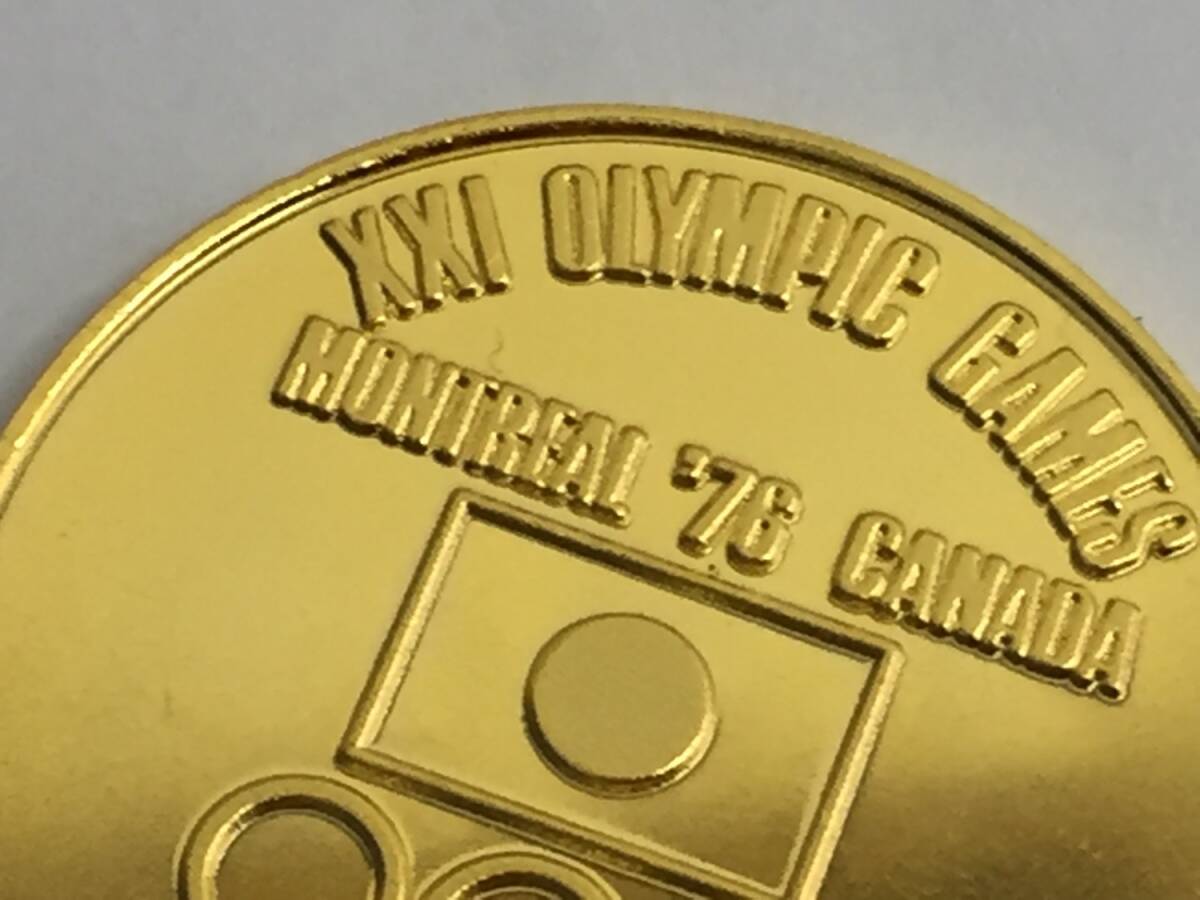 XXI OLYMPIC GAMES
MONTREAL '76 CANADA